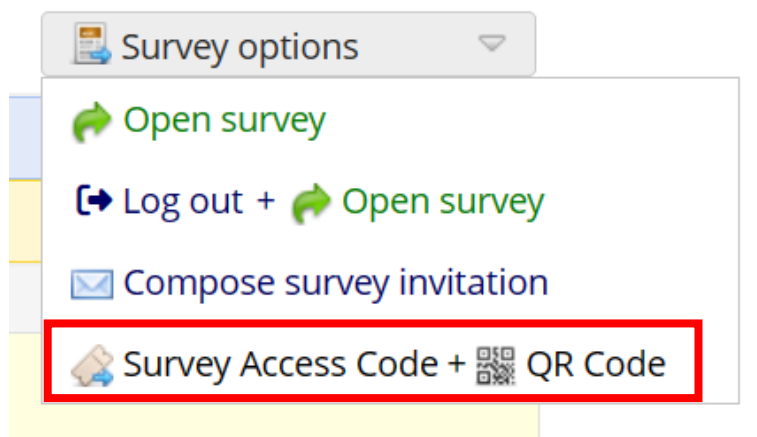 Survey options
Open survey
Log out + Open survey
Compose survey invitation
Survey Access Code + QR Code